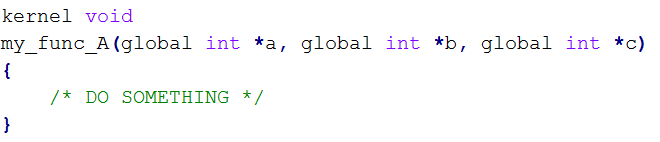 kernel void
my_func_A(global int *a, global int *b, global int *c)
{
    /* DO SOMETHING */
}